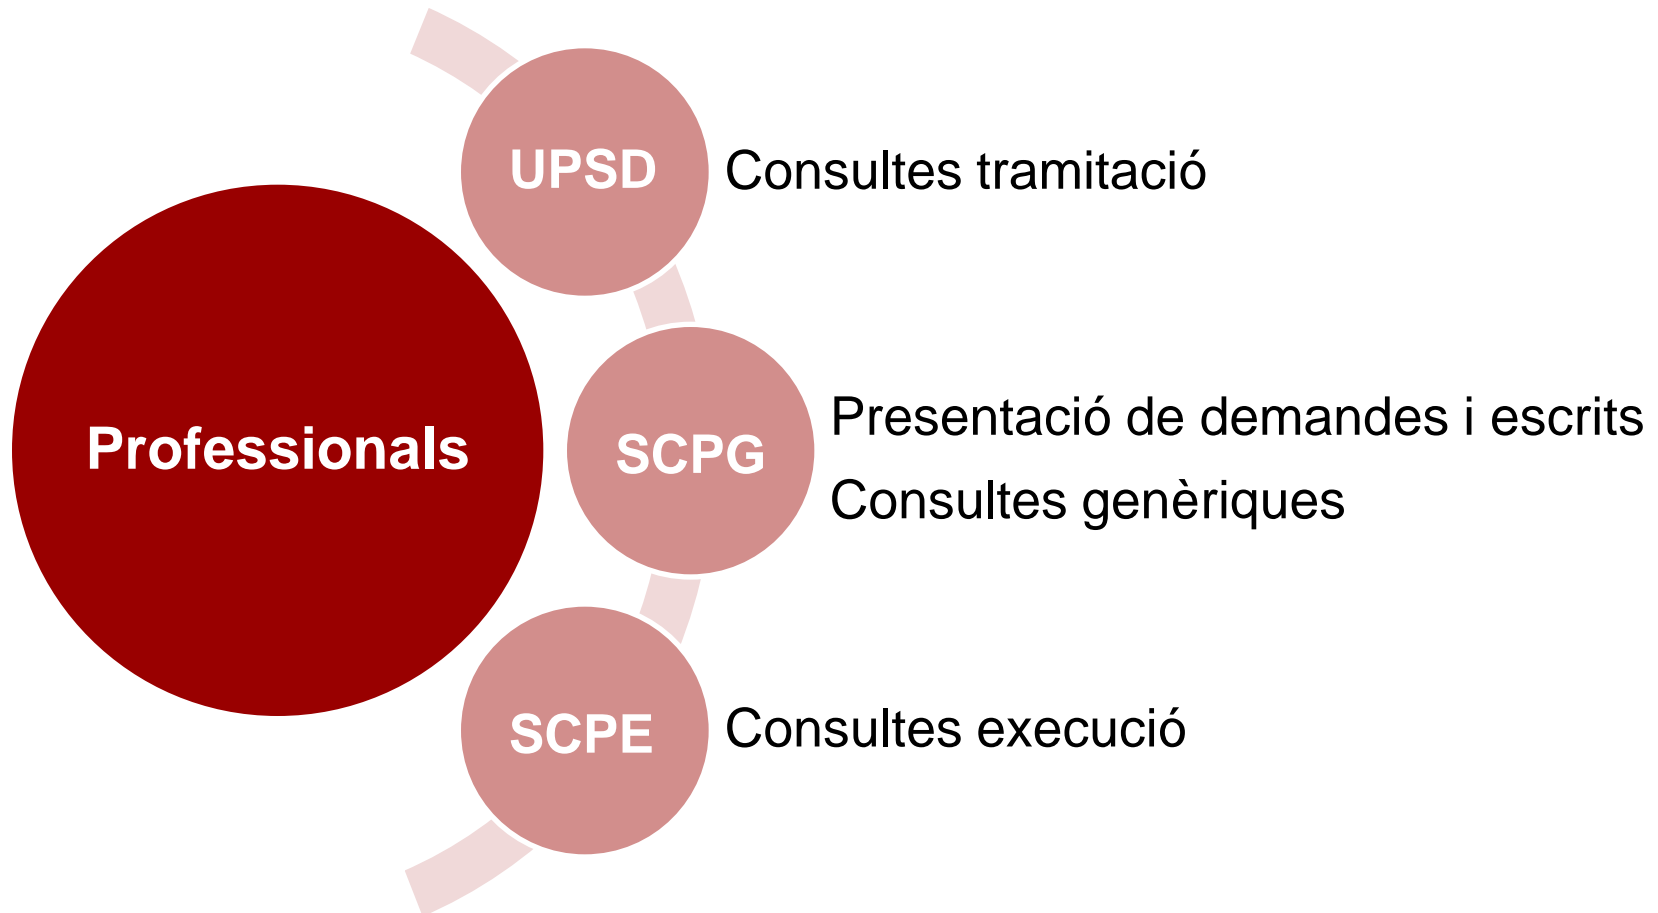 UPSD
Consultes tramitació
Professionals
SCPG
Presentació de demandes i escrits
Consultes genèriques
SCPE
Consultes execució